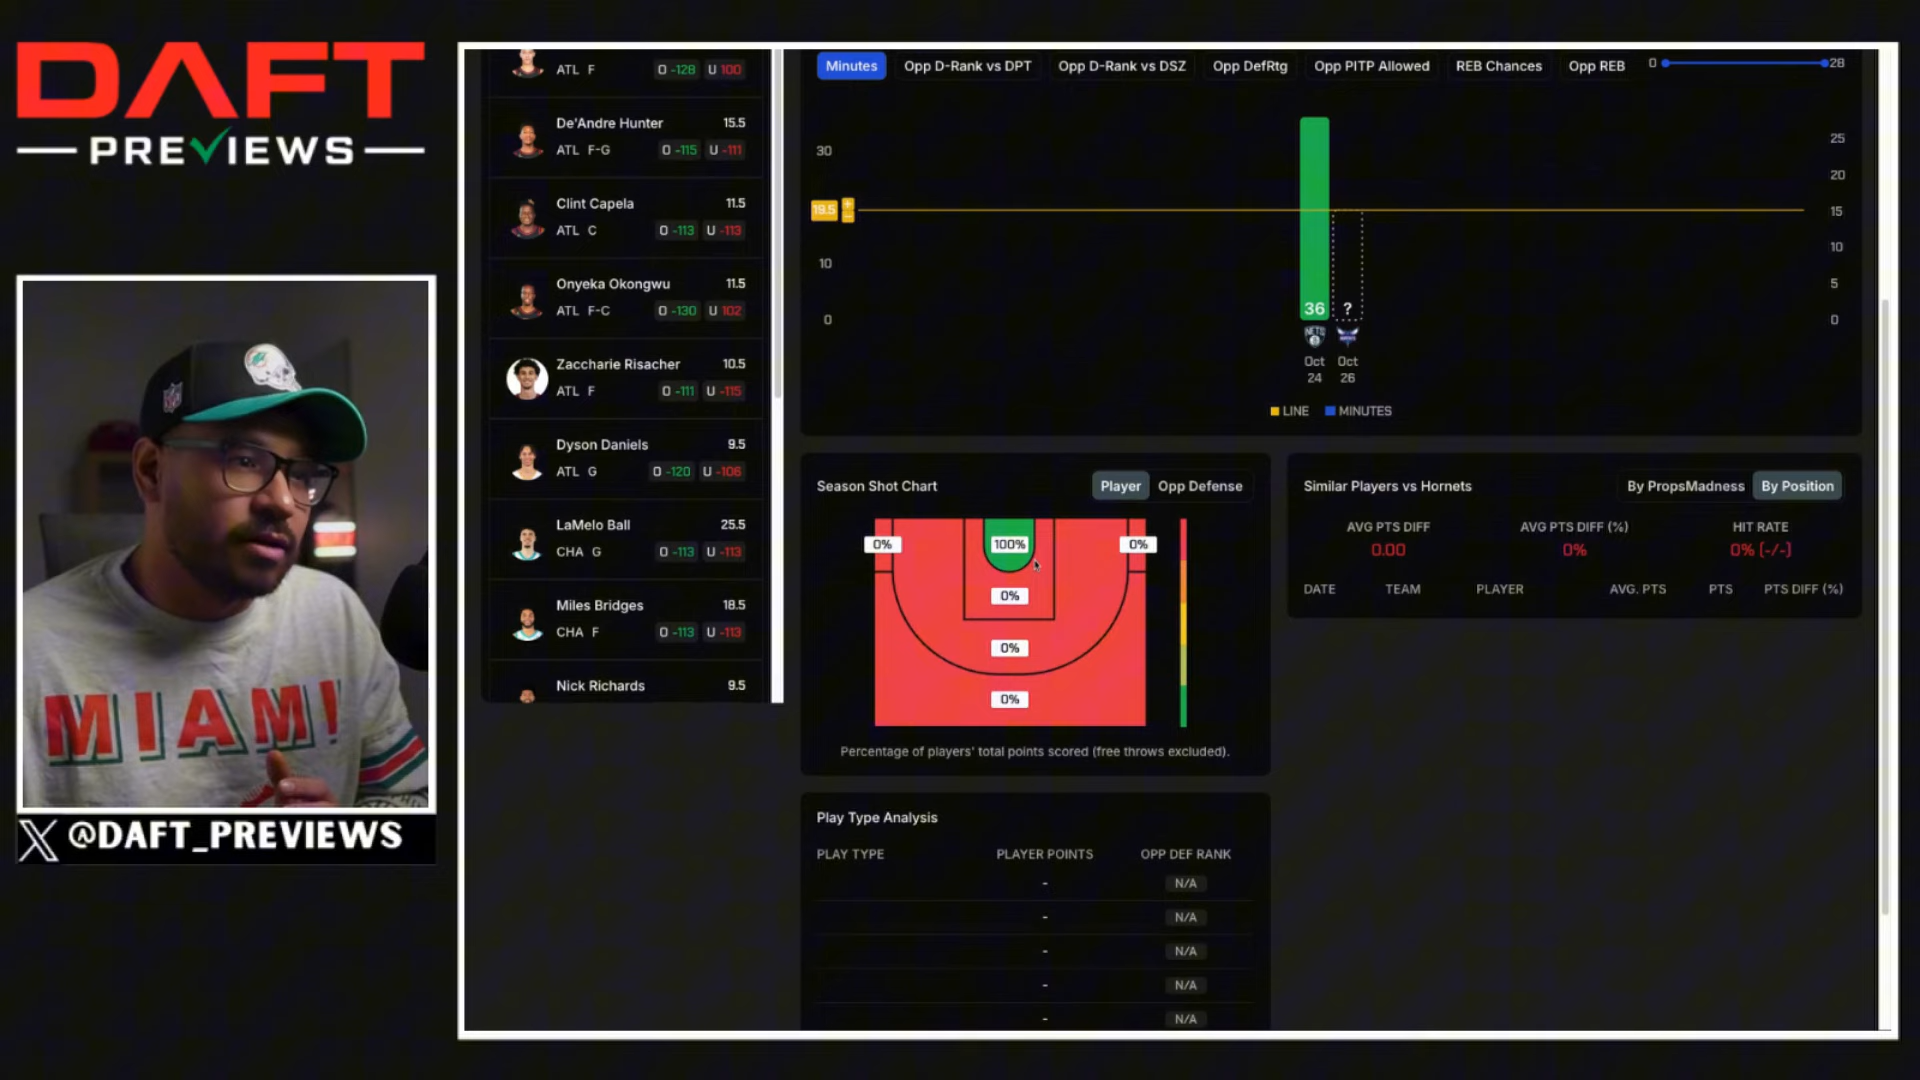 DAFT
PREVIEWS
@DAFT_PREVIEWS
MIAMI
NFL
ATL F O -128 U 100
De'Andre Hunter 15.5
ATL F-G O -115 U -111
Clint Capela 11.5
ATL C O -113 U -113
Onyeka Okongwu 11.5
ATL F-C O -130 U 102
Zaccharie Risacher 10.5
ATL F O -111 U -115
Dyson Daniels 9.5
ATL G O -120 U -106
LaMelo Ball 25.5
CHA G O -113 U -113
Miles Bridges 18.5
CHA F O -113 U -113
Nick Richards 9.5
Minutes Opp D-Rank vs DPT Opp D-Rank vs DSZ Opp DefRtg Opp PITP Allowed REB Chances Opp REB 0 28
30 25
20
19.5 + − 15
10 10
5
0 36 ? 0
NETS
Oct Oct
24 26
LINE MINUTES
Season Shot Chart Player Opp Defense
0% 100% 0%
0%
0%
0%
Percentage of players' total points scored (free throws excluded).
Similar Players vs Hornets By PropsMadness By Position
AVG PTS DIFF AVG PTS DIFF (%) HIT RATE
0.00 0% 0% (-/-)
DATE TEAM PLAYER AVG. PTS PTS PTS DIFF (%)
Play Type Analysis
PLAY TYPE PLAYER POINTS OPP DEF RANK
- N/A
- N/A
- N/A
- N/A
- N/A